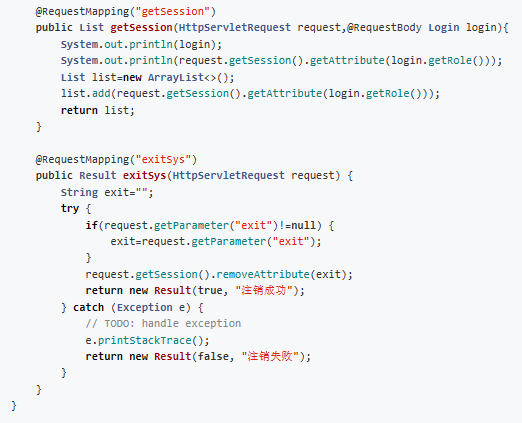 @RequestMapping("getSession")
public List getSession(HttpServletRequest request,@RequestBody Login login){
System.out.println(login);
System.out.println(request.getSession().getAttribute(login.getRole()));
List list=new ArrayList<>();
list.add(request.getSession().getAttribute(login.getRole()));
return list;
}
@RequestMapping("exitSys")
public Result exitSys(HttpServletRequest request) {
String exit="";
try {
if(request.getParameter("exit")!=null) {
exit=request.getParameter("exit");
}
request.getSession().removeAttribute(exit);
return new Result(true, "注销成功");
} catch (Exception e) {
// TODO: handle exception
e.printStackTrace();
return new Result(false, "注销失败");
}
}
}